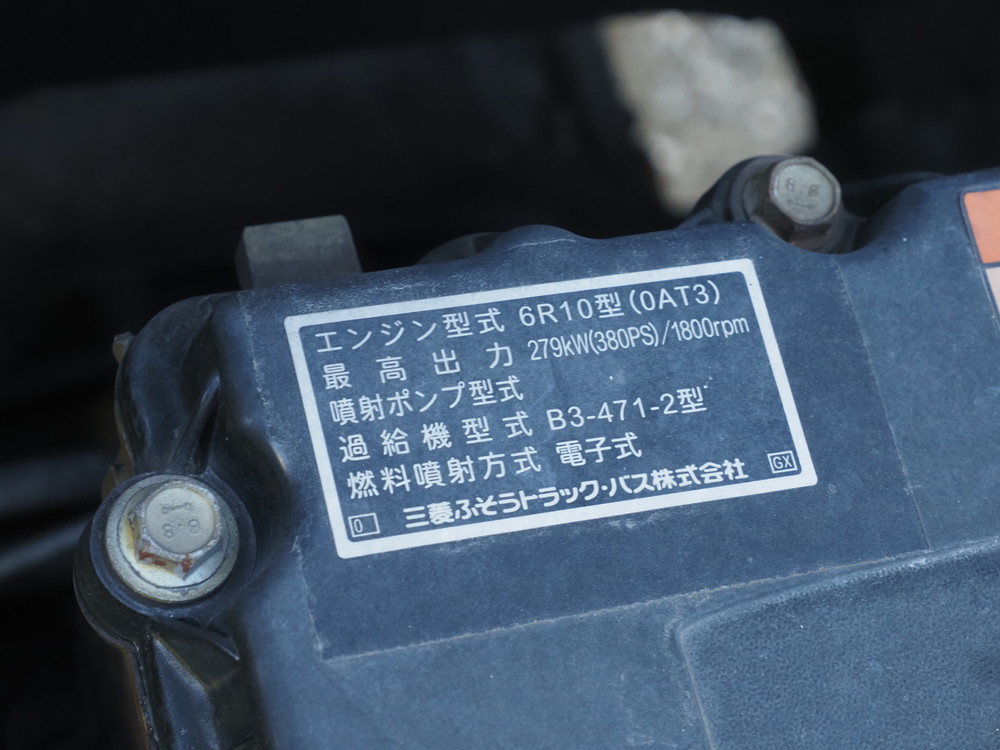 エンジン型式 6R10型(0AT3)
最高出力 279kW(380PS)/1800rpm
噴射ポンプ型式
過給機型式 B3-471-2型
燃料噴射方式 電子式
0 三菱ふそうトラック・バス株式会社 GX
8.8
8.8